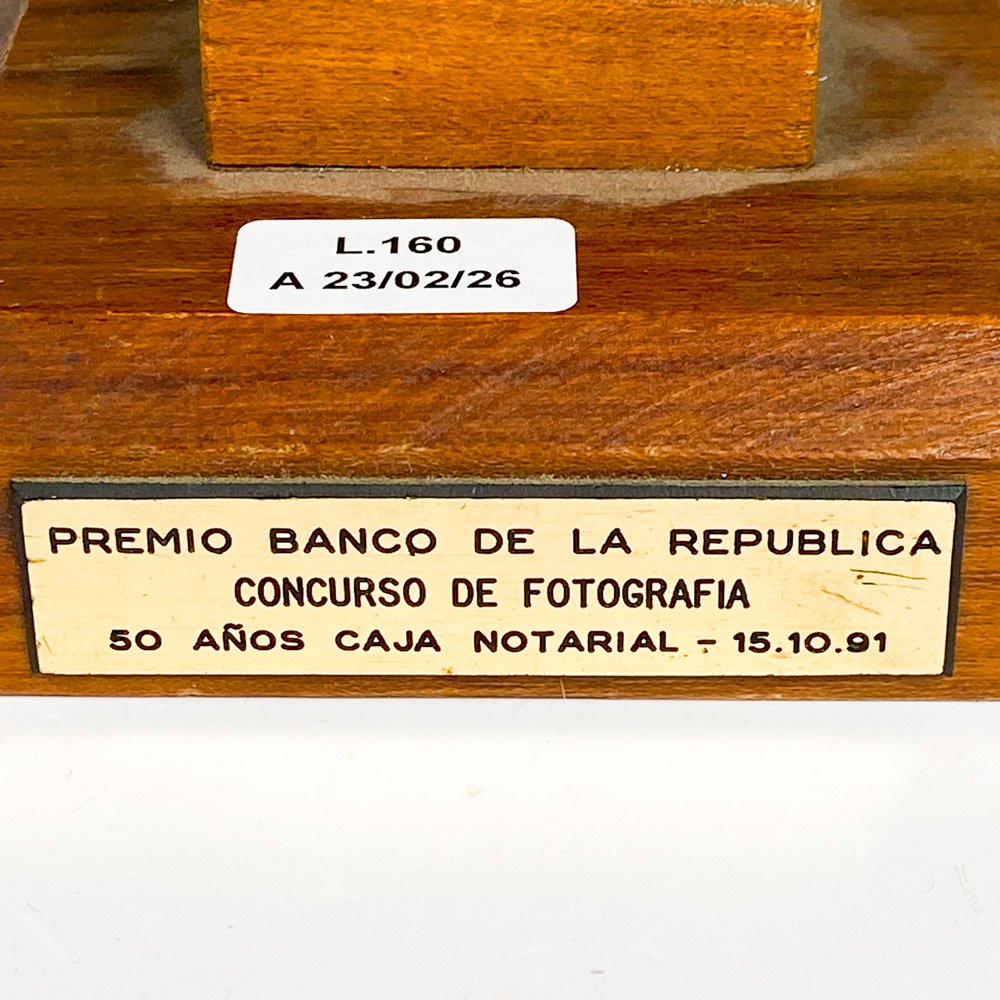 L.160
A 23/02/26
PREMIO BANCO DE LA REPUBLICA
CONCURSO DE FOTOGRAFIA
50 AÑOS CAJA NOTARIAL - 15.10.91